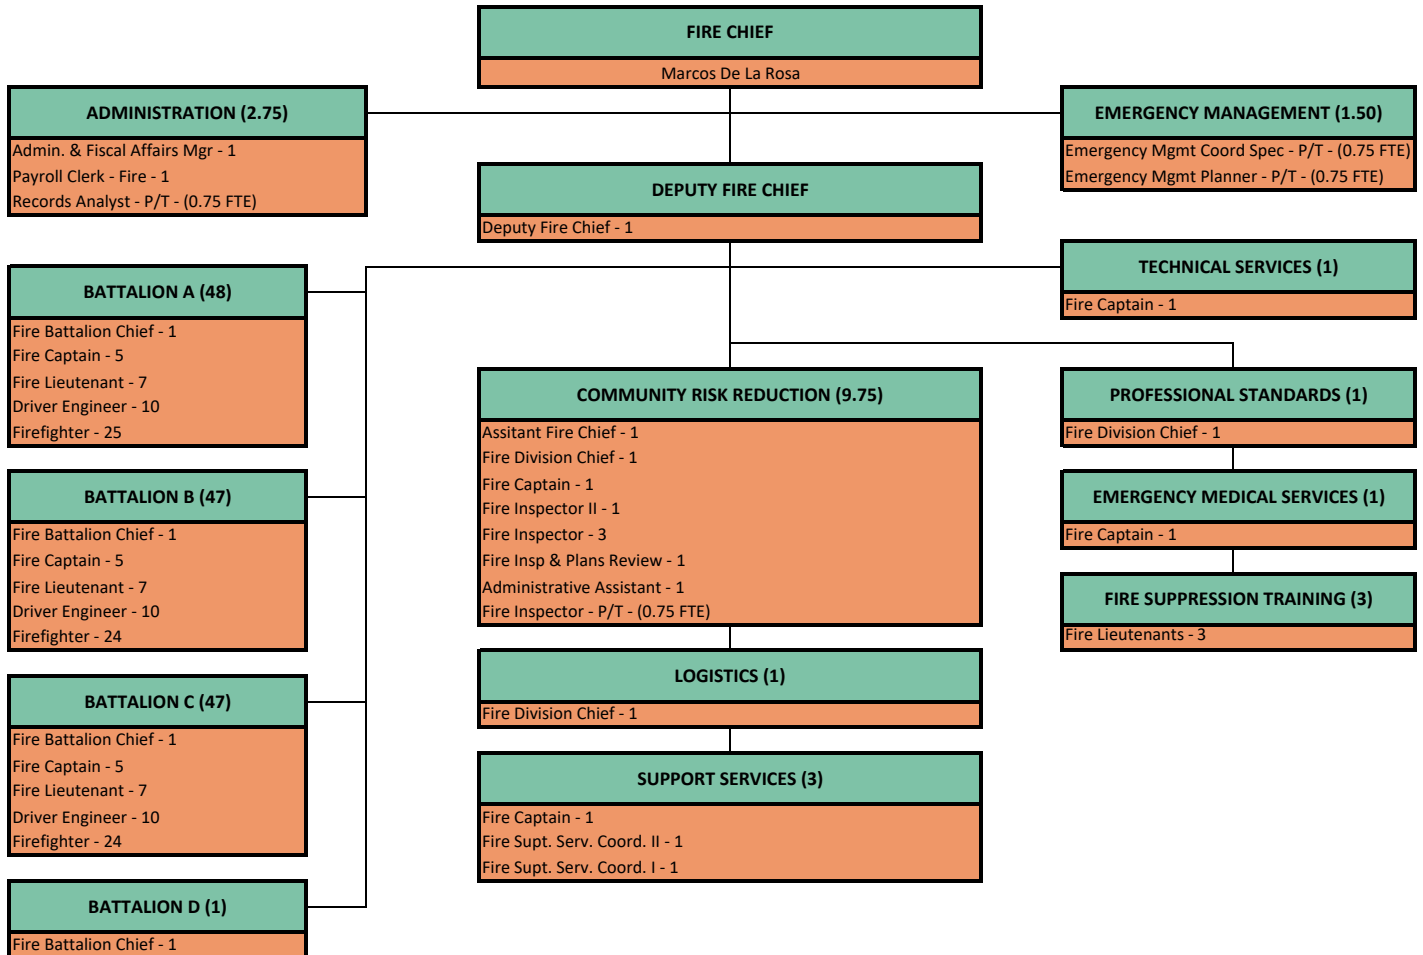 FIRE CHIEF
Marcos De La Rosa
ADMINISTRATION (2.75)
Admin. & Fiscal Affairs Mgr - 1
Payroll Clerk - Fire - 1
Records Analyst - P/T - (0.75 FTE)
EMERGENCY MANAGEMENT (1.50)
Emergency Mgmt Coord Spec - P/T - (0.75 FTE)
Emergency Mgmt Planner - P/T - (0.75 FTE)
DEPUTY FIRE CHIEF
Deputy Fire Chief - 1
TECHNICAL SERVICES (1)
Fire Captain - 1
BATTALION A (48)
Fire Battalion Chief - 1
Fire Captain - 5
Fire Lieutenant - 7
Driver Engineer - 10
Firefighter - 25
BATTALION B (47)
Fire Battalion Chief - 1
Fire Captain - 5
Fire Lieutenant - 7
Driver Engineer - 10
Firefighter - 24
BATTALION C (47)
Fire Battalion Chief - 1
Fire Captain - 5
Fire Lieutenant - 7
Driver Engineer - 10
Firefighter - 24
BATTALION D (1)
Fire Battalion Chief - 1
COMMUNITY RISK REDUCTION (9.75)
Assitant Fire Chief - 1
Fire Division Chief - 1
Fire Captain - 1
Fire Inspector II - 1
Fire Inspector - 3
Fire Insp & Plans Review - 1
Administrative Assistant - 1
Fire Inspector - P/T - (0.75 FTE)
LOGISTICS (1)
Fire Division Chief - 1
SUPPORT SERVICES (3)
Fire Captain - 1
Fire Supt. Serv. Coord. II - 1
Fire Supt. Serv. Coord. I - 1
PROFESSIONAL STANDARDS (1)
Fire Division Chief - 1
EMERGENCY MEDICAL SERVICES (1)
Fire Captain - 1
FIRE SUPPRESSION TRAINING (3)
Fire Lieutenants - 3